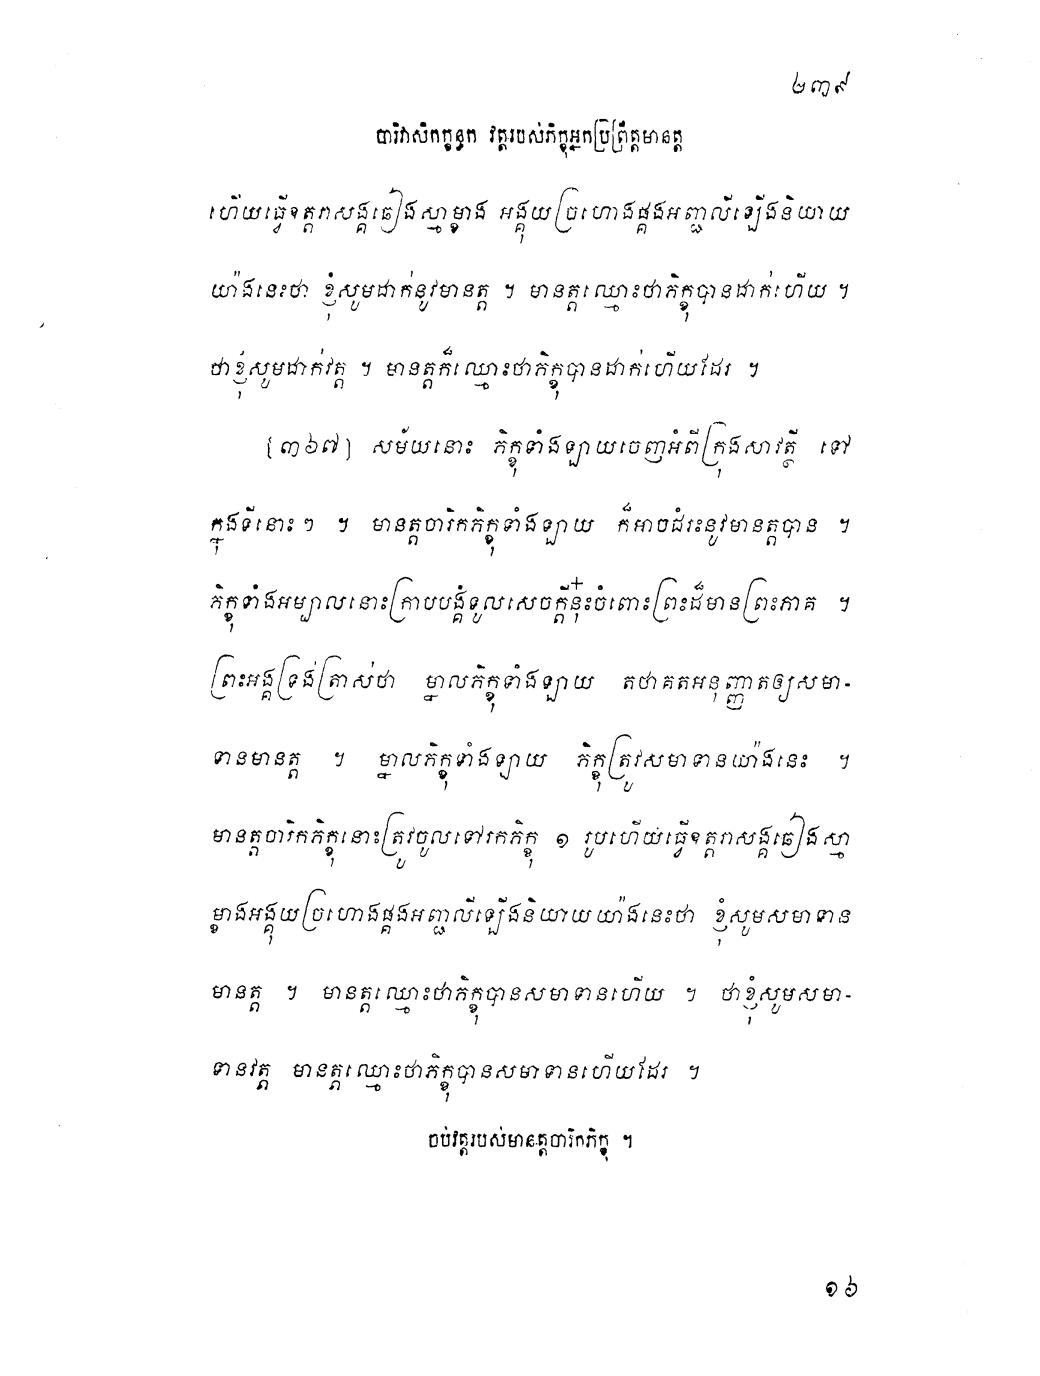 ២៣៩
បារិវាសិកក្ខន្ធក វត្តរបស់ភិក្ខុអ្នកប្រព្រឹត្តមានត្ត
ហើយធ្វើឧត្តរាសង្គឆៀងស្មាម្ខាង អង្គុយច្រហោងផ្គងអញ្ជលីឡើងនិយាយ
យ៉ាងនេះថា ខ្ញុំសូមដាក់នូវមានត្ត ។ មានត្តឈ្មោះថាភិក្ខុបានដាក់ហើយ ។
ថាខ្ញុំសូមដាក់វត្ត ។ មានត្តក៏ឈ្មោះថាភិក្ខុបានដាក់ហើយដែរ ។
[៣៦៧] សម័យនោះ ភិក្ខុទាំងឡាយចេញអំពីក្រុងសាវត្ថី ទៅ
ក្នុងទីនោះៗ ។ មានត្តចារិកភិក្ខុទាំងឡាយ ក៏អាចជំរះនូវមានត្តបាន ។
ភិក្ខុទាំងអម្បាលនោះក្រាបបង្គំទូលសេចក្តីនុ៎ះចំពោះព្រះដ៏មានព្រះភាគ ។
ព្រះអង្គទ្រង់ត្រាស់ថា ម្នាលភិក្ខុទាំងឡាយ តថាគតអនុញ្ញាតឲ្យសមា-
ទានមានត្ត ។ ម្នាលភិក្ខុទាំងឡាយ ភិក្ខុត្រូវសមាទានយ៉ាងនេះ ។
មានត្តចារិកភិក្ខុនោះត្រូវចូលទៅរកភិក្ខុ ១ រូបហើយធ្វើឧត្តរាសង្គឆៀងស្មា
ម្ខាងអង្គុយច្រហោងផ្គងអញ្ជលីឡើងនិយាយយ៉ាងនេះថា ខ្ញុំសូមសមាទាន
មានត្ត ។ មានត្តឈ្មោះថាភិក្ខុបានសមាទានហើយ ។ ថាខ្ញុំសូមសមា-
ទានវត្ត មានត្តឈ្មោះថាភិក្ខុបានសមាទានហើយដែរ ។
ចប់វត្តរបស់មានត្តចារិកភិក្ខុ ។
១៦